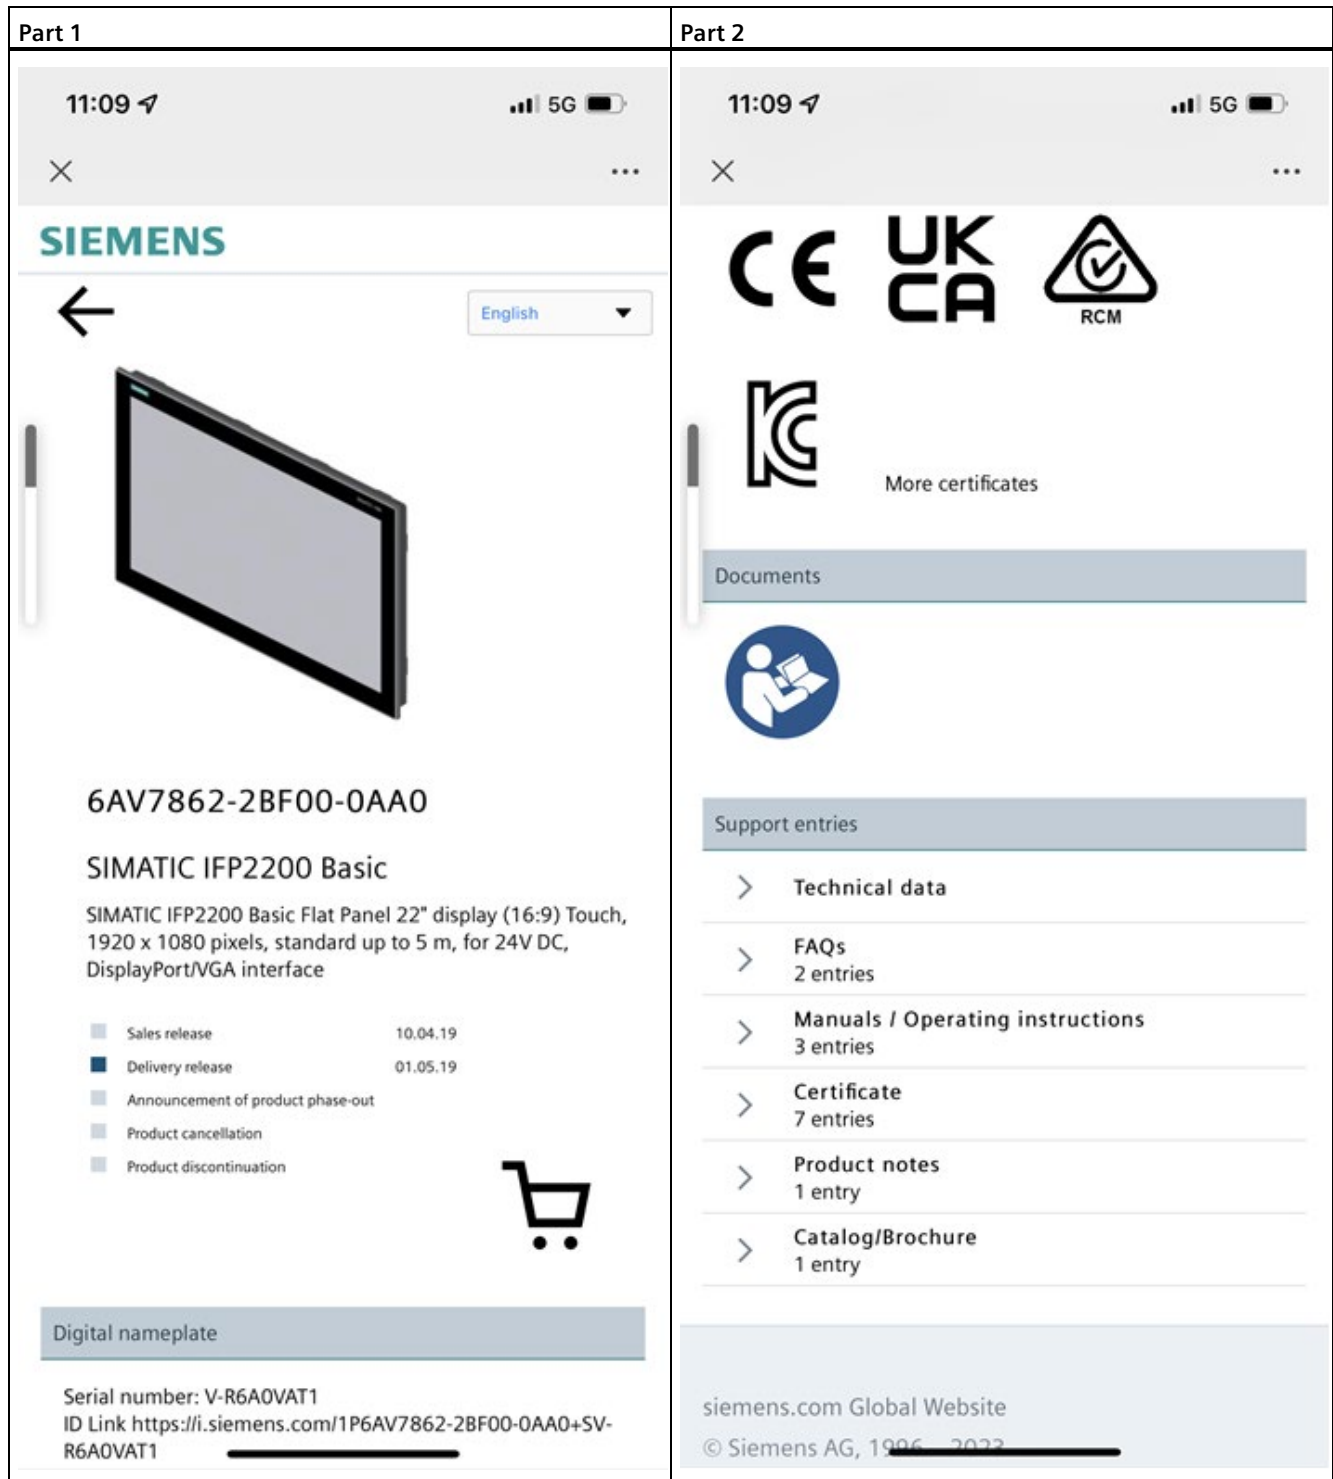 Part 1
11:09
5G
SIEMENS
English
6AV7862-2BF00-0AA0
SIMATIC IFP2200 Basic
SIMATIC IFP2200 Basic Flat Panel 22" display (16:9) Touch,
1920 x 1080 pixels, standard up to 5 m, for 24V DC,
DisplayPort/VGA interface
Sales release 10.04.19
Delivery release 01.05.19
Announcement of product phase-out
Product cancellation
Product discontinuation
Digital nameplate
Serial number: V-R6A0VAT1
ID Link https://i.siemens.com/1P6AV7862-2BF00-0AA0+SV-
R6A0VAT1
Part 2
11:09
5G
CE
UK
CA
RCM
KC
More certificates
Documents
Support entries
Technical data
FAQs
2 entries
Manuals / Operating instructions
3 entries
Certificate
7 entries
Product notes
1 entry
Catalog/Brochure
1 entry
siemens.com Global Website
© Siemens AG, 1996 - 2023